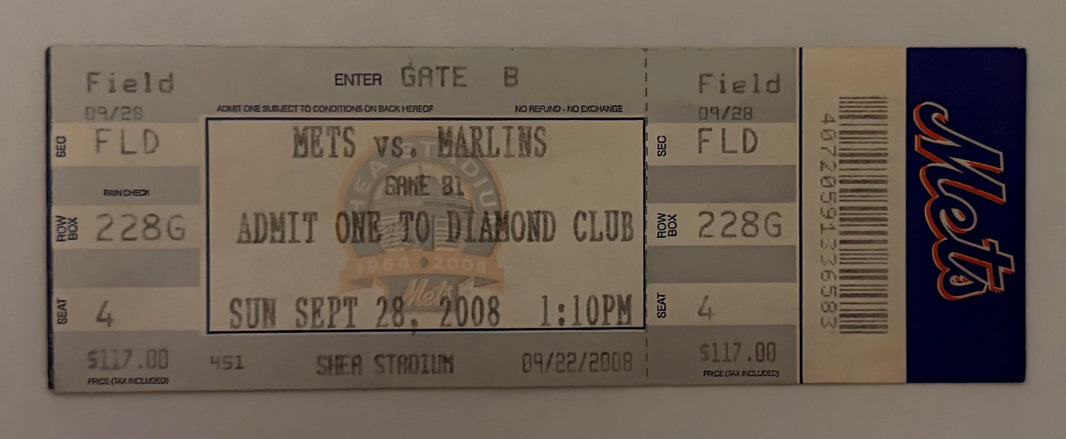 Field
09/28
SEC FLD
RAIN CHECK
ROW BOX 228G
SEAT 4
$117.00
PRICE (TAX INCLUDED)
ENTER GATE B
ADMIT ONE SUBJECT TO CONDITIONS ON BACK HEREOF NO REFUND - NO EXCHANGE
METS vs. MARLINS
GAME 81
ADMIT ONE TO DIAMOND CLUB
SHEA STADIUM
1964 • 2008
Mets
SUN SEPT 28, 2008 1:10PM
451 SHEA STADIUM 09/22/2008
Field
09/28
SEC FLD
ROW BOX 228G
SEAT 4
$117.00
PRICE (TAX INCLUDED)
40720591336583
Mets